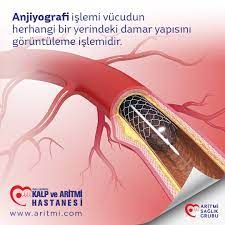 Anjiyografi işlemi vücudun
herhangi bir yerindeki damar yapısını
görüntüleme işlemidir.
KALP ve ARİTMİ
HASTANESİ
www.aritmi.com
ARİTMİ
SAĞLIK
GRUBU